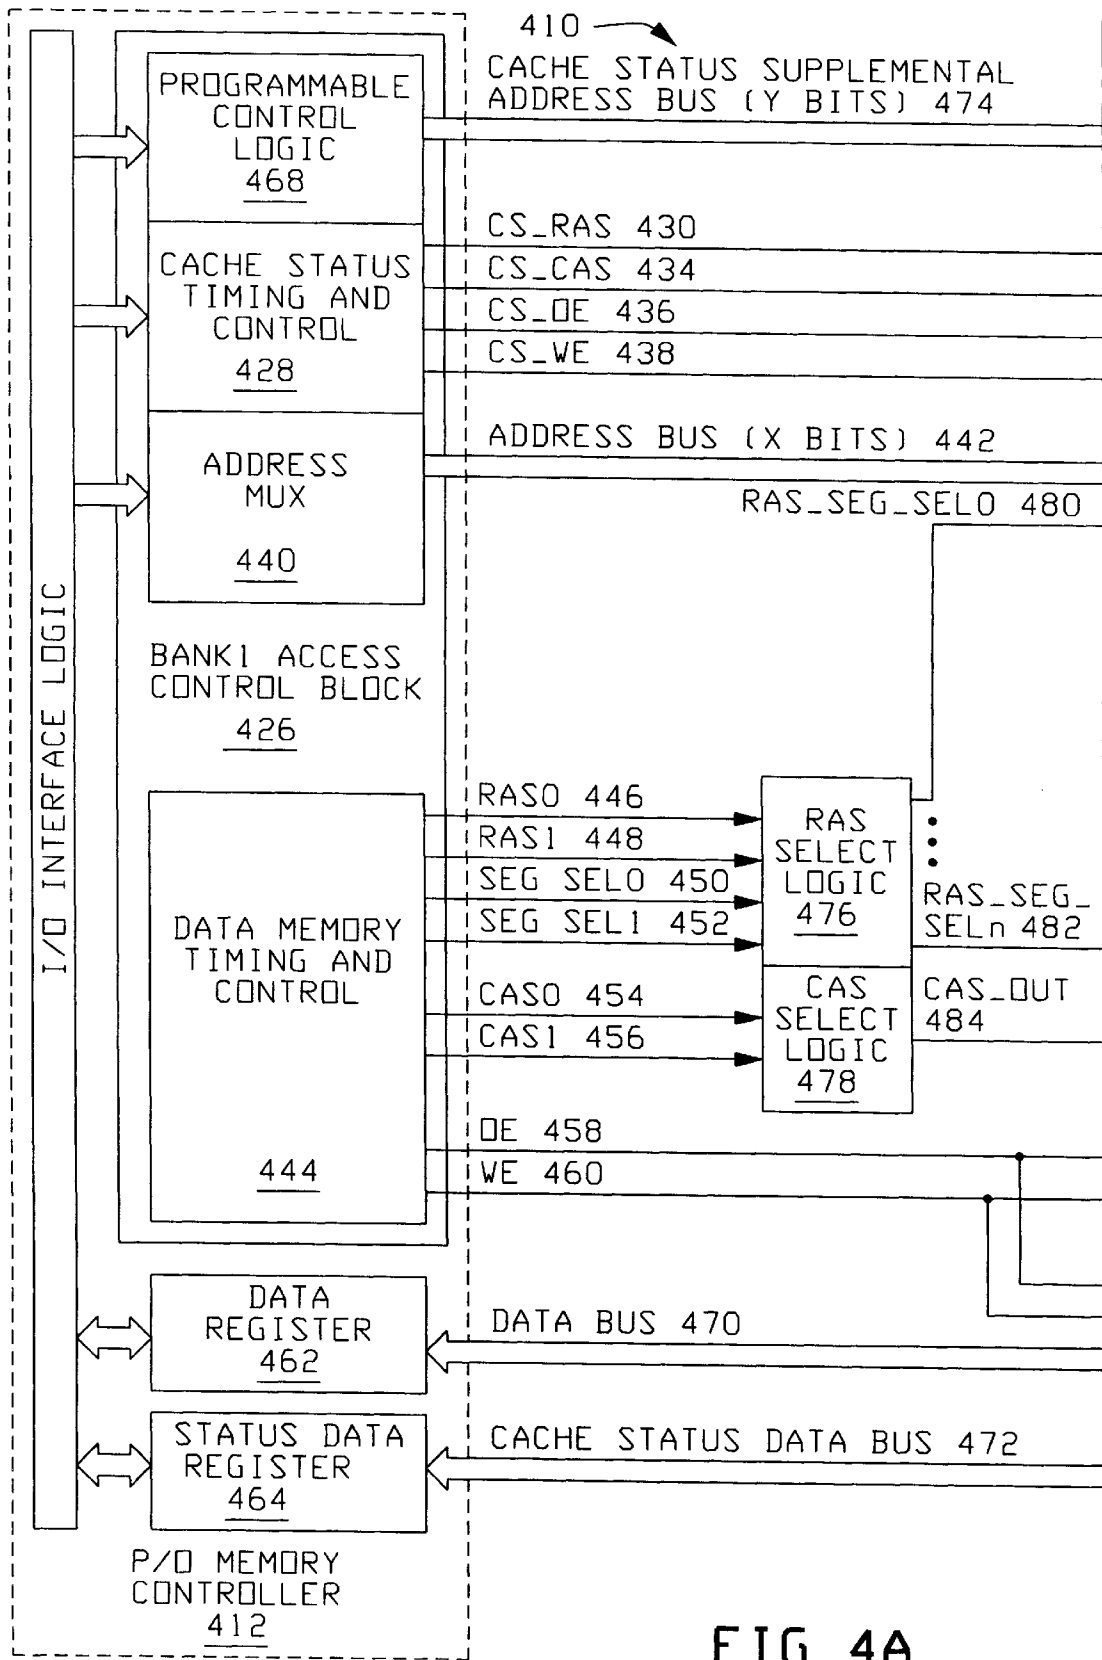 410
CACHE STATUS SUPPLEMENTAL
ADDRESS BUS (Y BITS) 474
PROGRAMMABLE
CONTROL
LOGIC
468
CS_RAS 430
CS_CAS 434
CS_OE 436
CS_WE 438
CACHE STATUS
TIMING AND
CONTROL
428
ADDRESS BUS (X BITS) 442
RAS_SEG_SEL0 480
ADDRESS
MUX
440
I/O INTERFACE LOGIC
BANK1 ACCESS
CONTROL BLOCK
426
RAS0 446
RAS1 448
SEG SEL0 450
SEG SEL1 452
CAS0 454
CAS1 456
RAS
SELECT
LOGIC
476
RAS_SEG_
SELn 482
CAS
SELECT
LOGIC
478
CAS_OUT
484
DATA MEMORY
TIMING AND
CONTROL
444
OE 458
WE 460
DATA
REGISTER
462
DATA BUS 470
STATUS DATA
REGISTER
464
CACHE STATUS DATA BUS 472
P/O MEMORY
CONTROLLER
412
FIG 4A